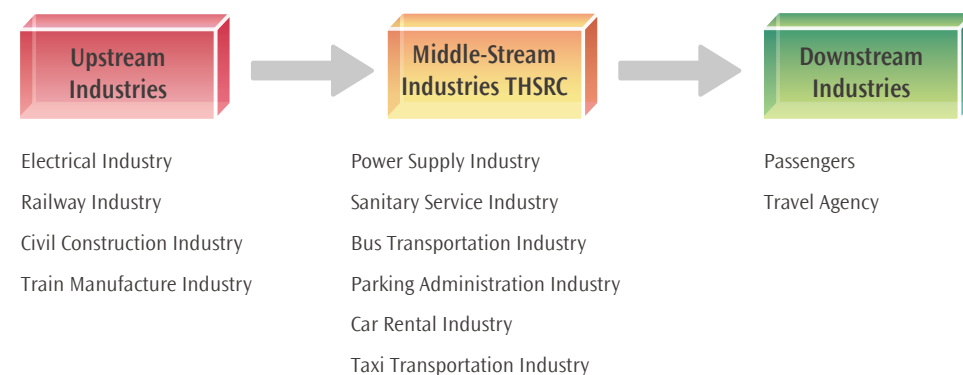 Upstream
Industries
Middle-Stream
Industries THSRC
Downstream
Industries
Electrical Industry
Railway Industry
Civil Construction Industry
Train Manufacture Industry
Power Supply Industry
Sanitary Service Industry
Bus Transportation Industry
Parking Administration Industry
Car Rental Industry
Taxi Transportation Industry
Passengers
Travel Agency